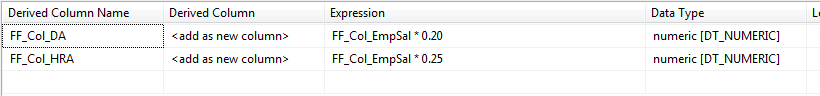 Derived Column Name Derived Column Expression Data Type Le
FF_Col_DA <add as new column> FF_Col_EmpSal * 0.20 numeric [DT_NUMERIC]
FF_Col_HRA <add as new column> FF_Col_EmpSal * 0.25 numeric [DT_NUMERIC]